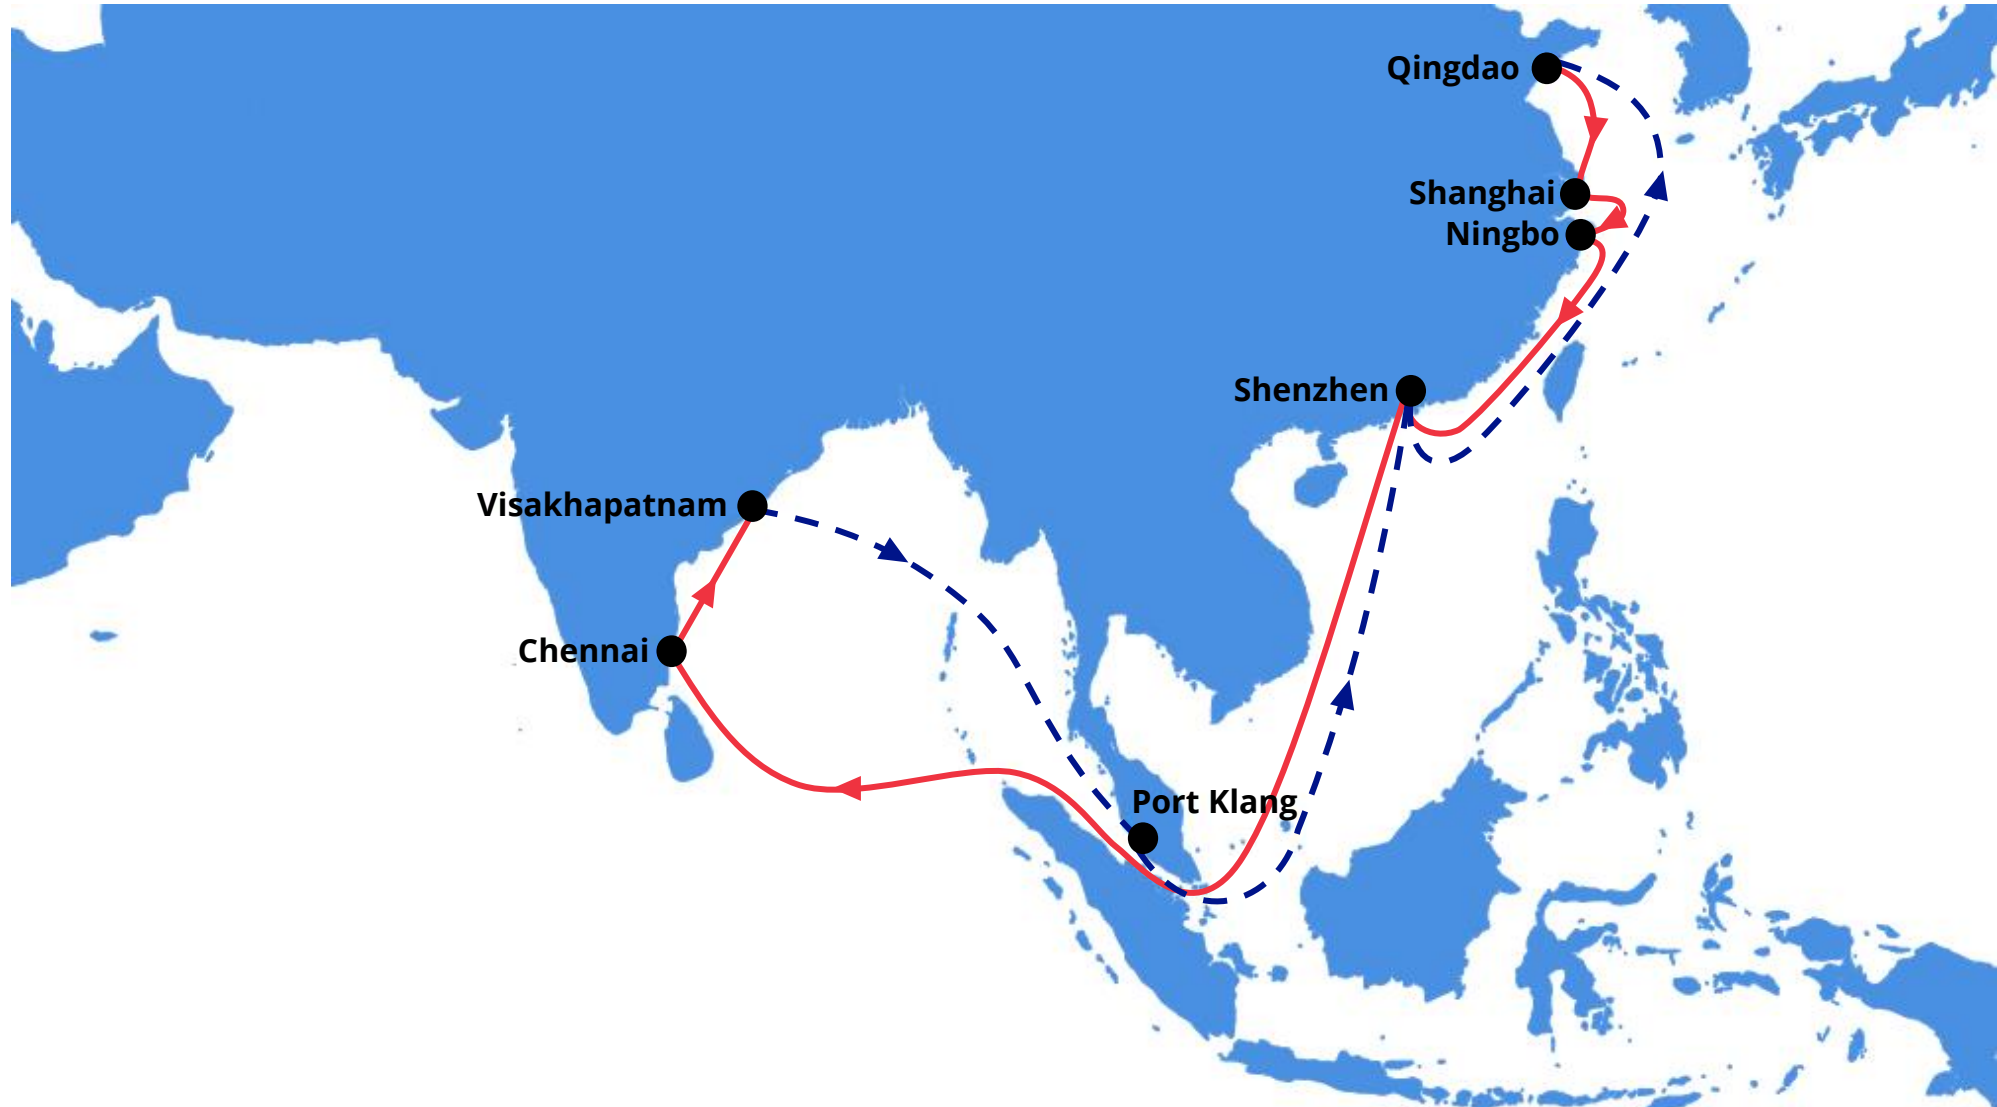 Qingdao
Shanghai
Ningbo
Shenzhen
Visakhapatnam
Chennai
Port Klang